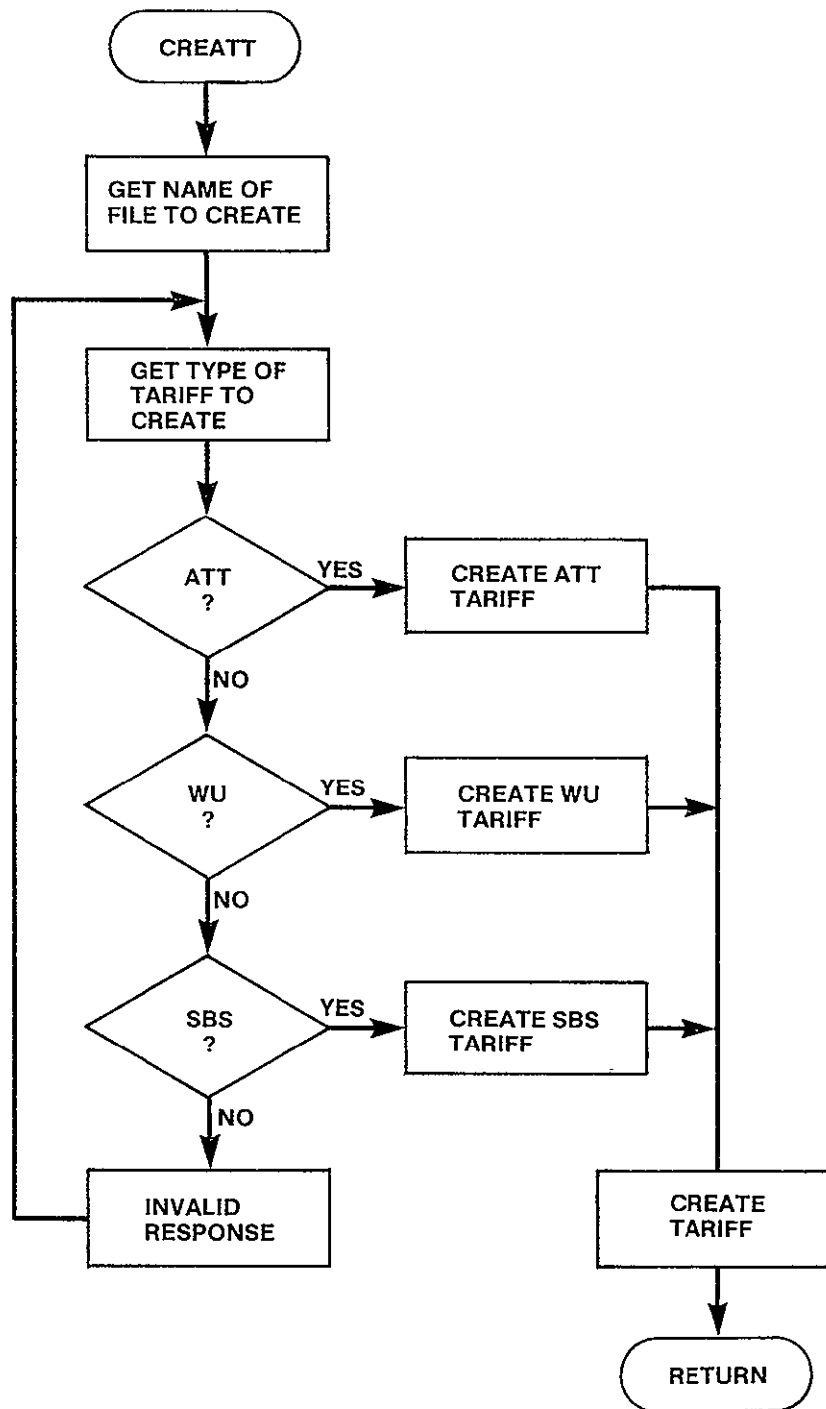 CREATT
GET NAME OF
FILE TO CREATE
GET TYPE OF
TARIFF TO
CREATE
ATT
?
YES
CREATE ATT
TARIFF
NO
WU
?
YES
CREATE WU
TARIFF
NO
SBS
?
YES
CREATE SBS
TARIFF
NO
INVALID
RESPONSE
CREATE
TARIFF
RETURN